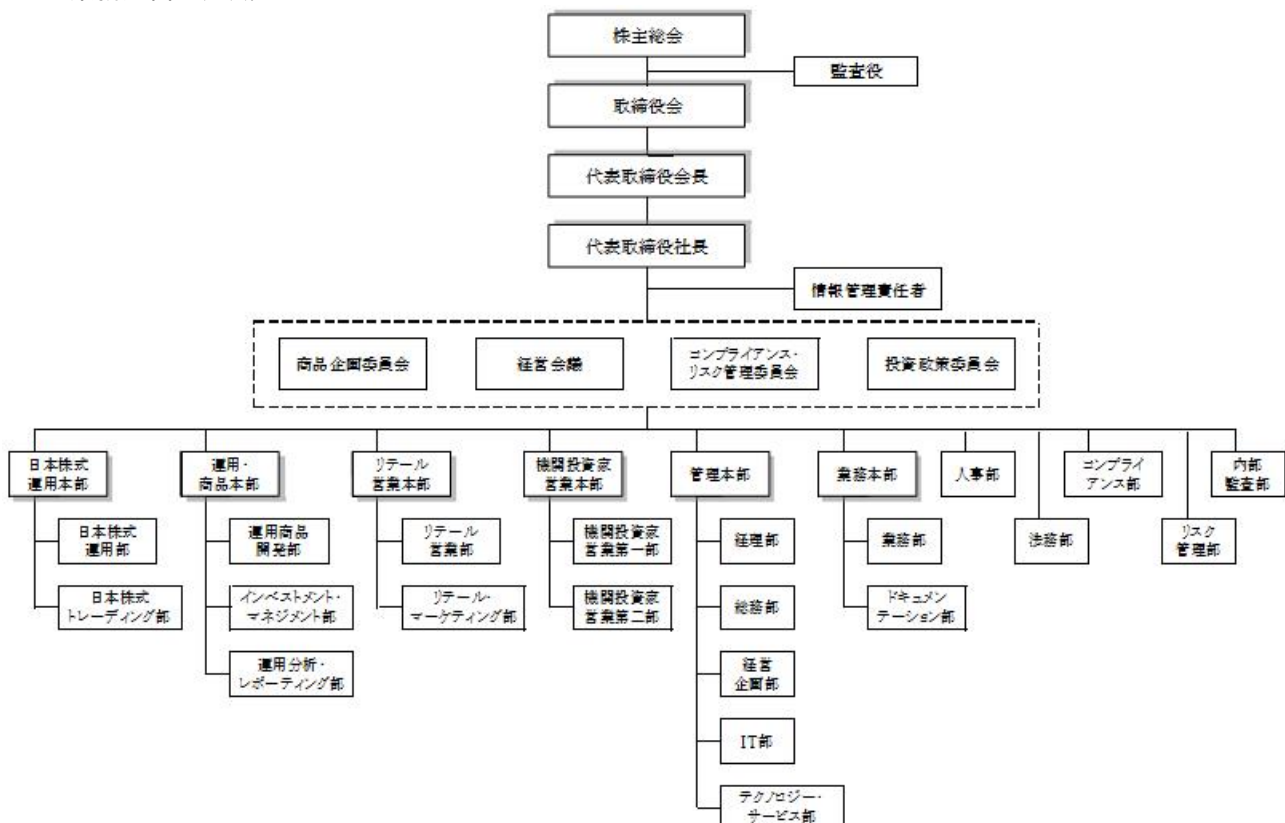 株主総会
監査役
取締役会
代表取締役会長
代表取締役社長
情報管理責任者
商品企画委員会
経営会議
コンプライアンス・
リスク管理委員会
投資政策委員会
日本株式
運用本部
運用・
商品本部
リテール
営業本部
機関投資家
営業本部
管理本部
業務本部
人事部
コンプライ
アンス部
内部
監査部
日本株式
運用部
運用商品
開発部
リテール
営業部
機関投資家
営業第一部
経理部
業務部
法務部
リスク
管理部
日本株式
トレーディング部
インベストメント・
マネジメント部
リテール・
マーケティング部
機関投資家
営業第二部
総務部
ドキュメン
テーション部
運用分析・
レポーティング部
経営
企画部
IT部
テクノロジー・
サービス部